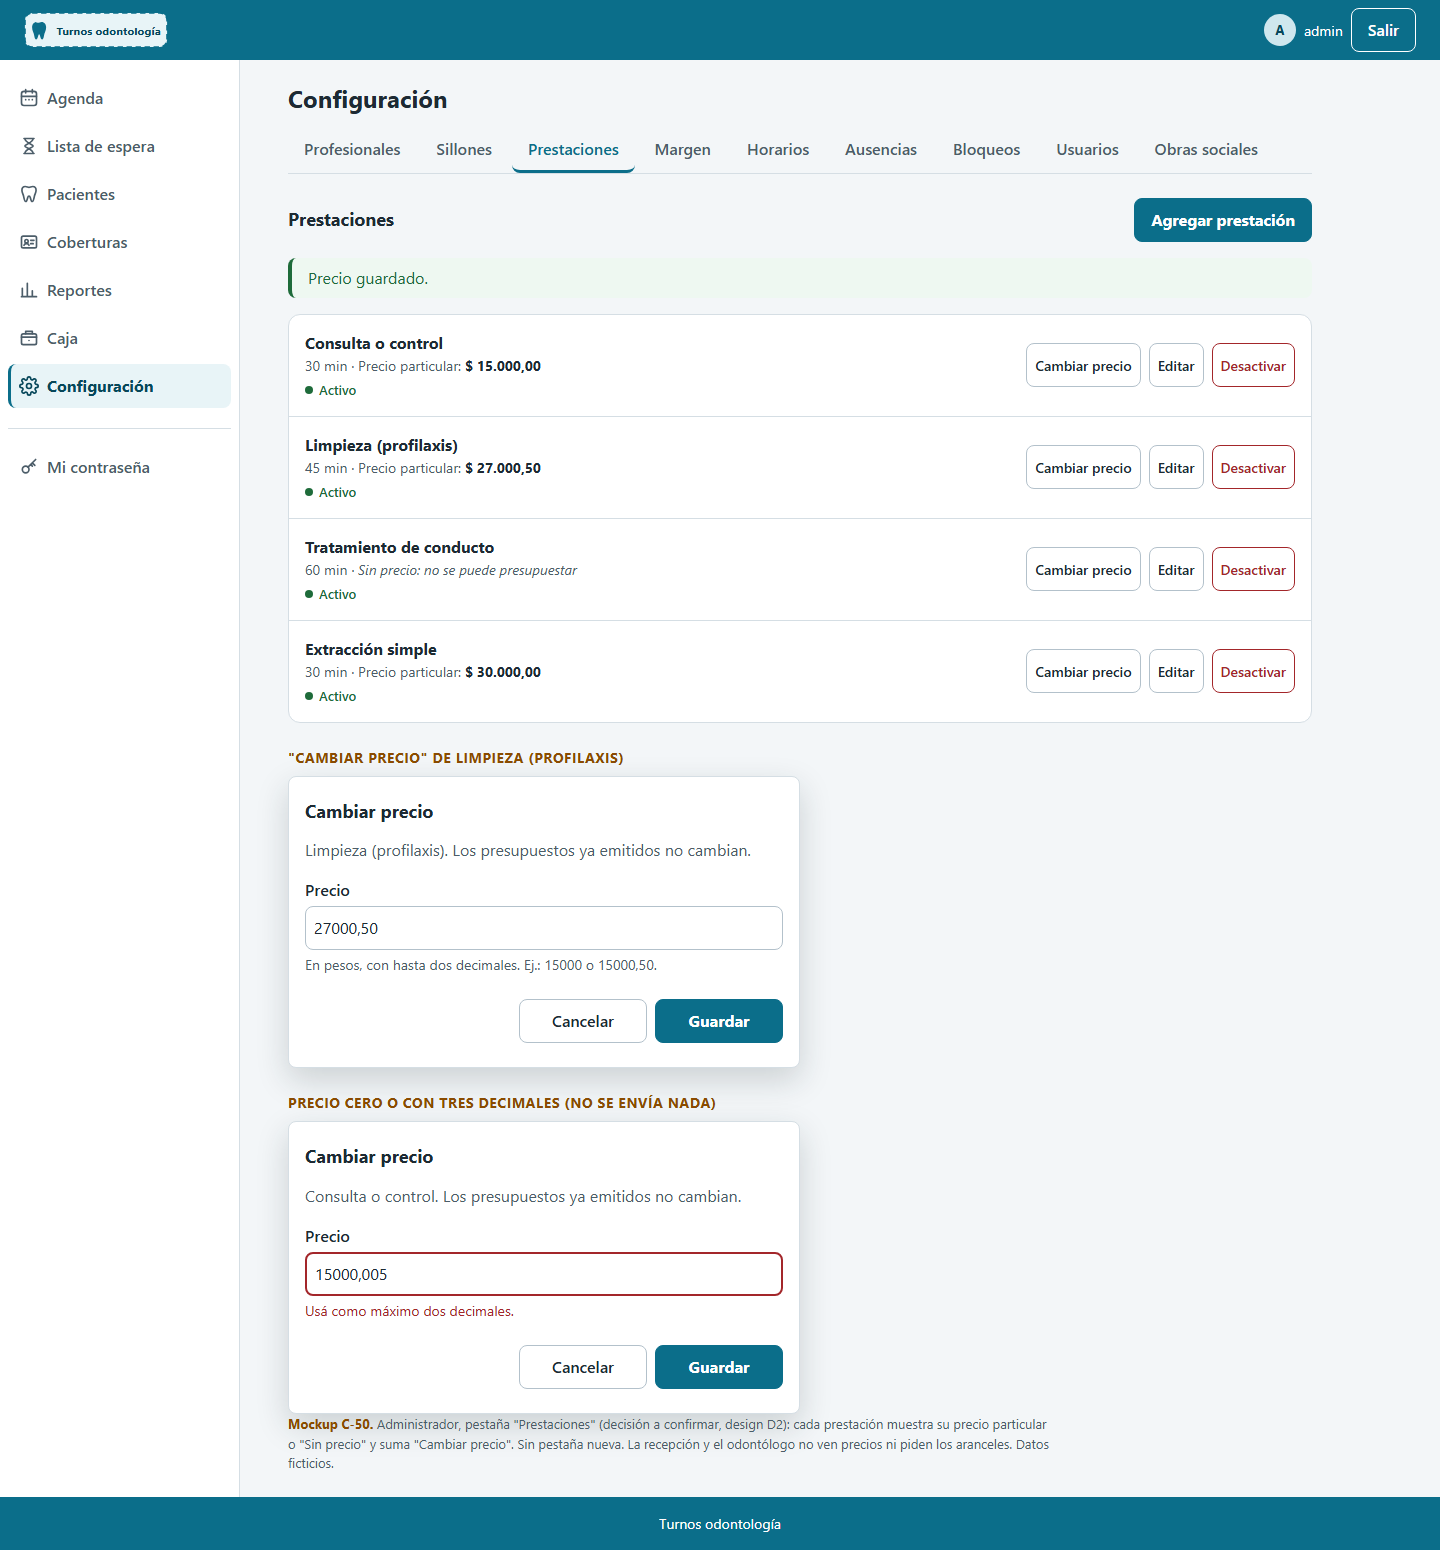 Turnos odontología
A
admin
Salir
Agenda
Lista de espera
Pacientes
Coberturas
Reportes
Caja
Configuración
Mi contraseña
Configuración
Profesionales
Sillones
Prestaciones
Margen
Horarios
Ausencias
Bloqueos
Usuarios
Obras sociales
Prestaciones
Agregar prestación
Precio guardado.
Consulta o control
30 min · Precio particular: $ 15.000,00
Activo
Cambiar precio
Editar
Desactivar
Limpieza (profilaxis)
45 min · Precio particular: $ 27.000,50
Activo
Cambiar precio
Editar
Desactivar
Tratamiento de conducto
60 min · Sin precio: no se puede presupuestar
Activo
Cambiar precio
Editar
Desactivar
Extracción simple
30 min · Precio particular: $ 30.000,00
Activo
Cambiar precio
Editar
Desactivar
"CAMBIAR PRECIO" DE LIMPIEZA (PROFILAXIS)
Cambiar precio
Limpieza (profilaxis). Los presupuestos ya emitidos no cambian.
Precio
27000,50
En pesos, con hasta dos decimales. Ej.: 15000 o 15000,50.
Cancelar
Guardar
PRECIO CERO O CON TRES DECIMALES (NO SE ENVÍA NADA)
Cambiar precio
Consulta o control. Los presupuestos ya emitidos no cambian.
Precio
15000,005
Usá como máximo dos decimales.
Cancelar
Guardar
Mockup C-50. Administrador, pestaña "Prestaciones" (decisión a confirmar, design D2): cada prestación muestra su precio particular
o "Sin precio" y suma "Cambiar precio". Sin pestaña nueva. La recepción y el odontólogo no ven precios ni piden los aranceles. Datos
ficticios.
Turnos odontología